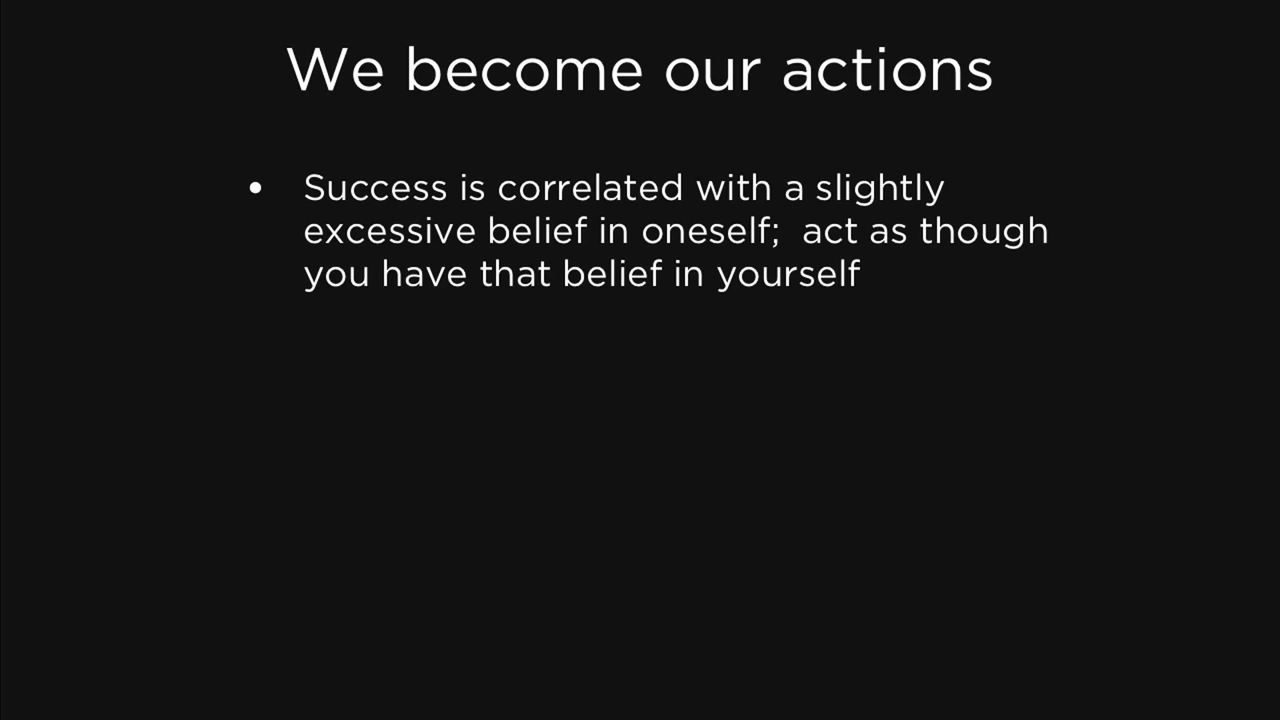 We become our actions
• Success is correlated with a slightly
excessive belief in oneself;  act as though
you have that belief in yourself